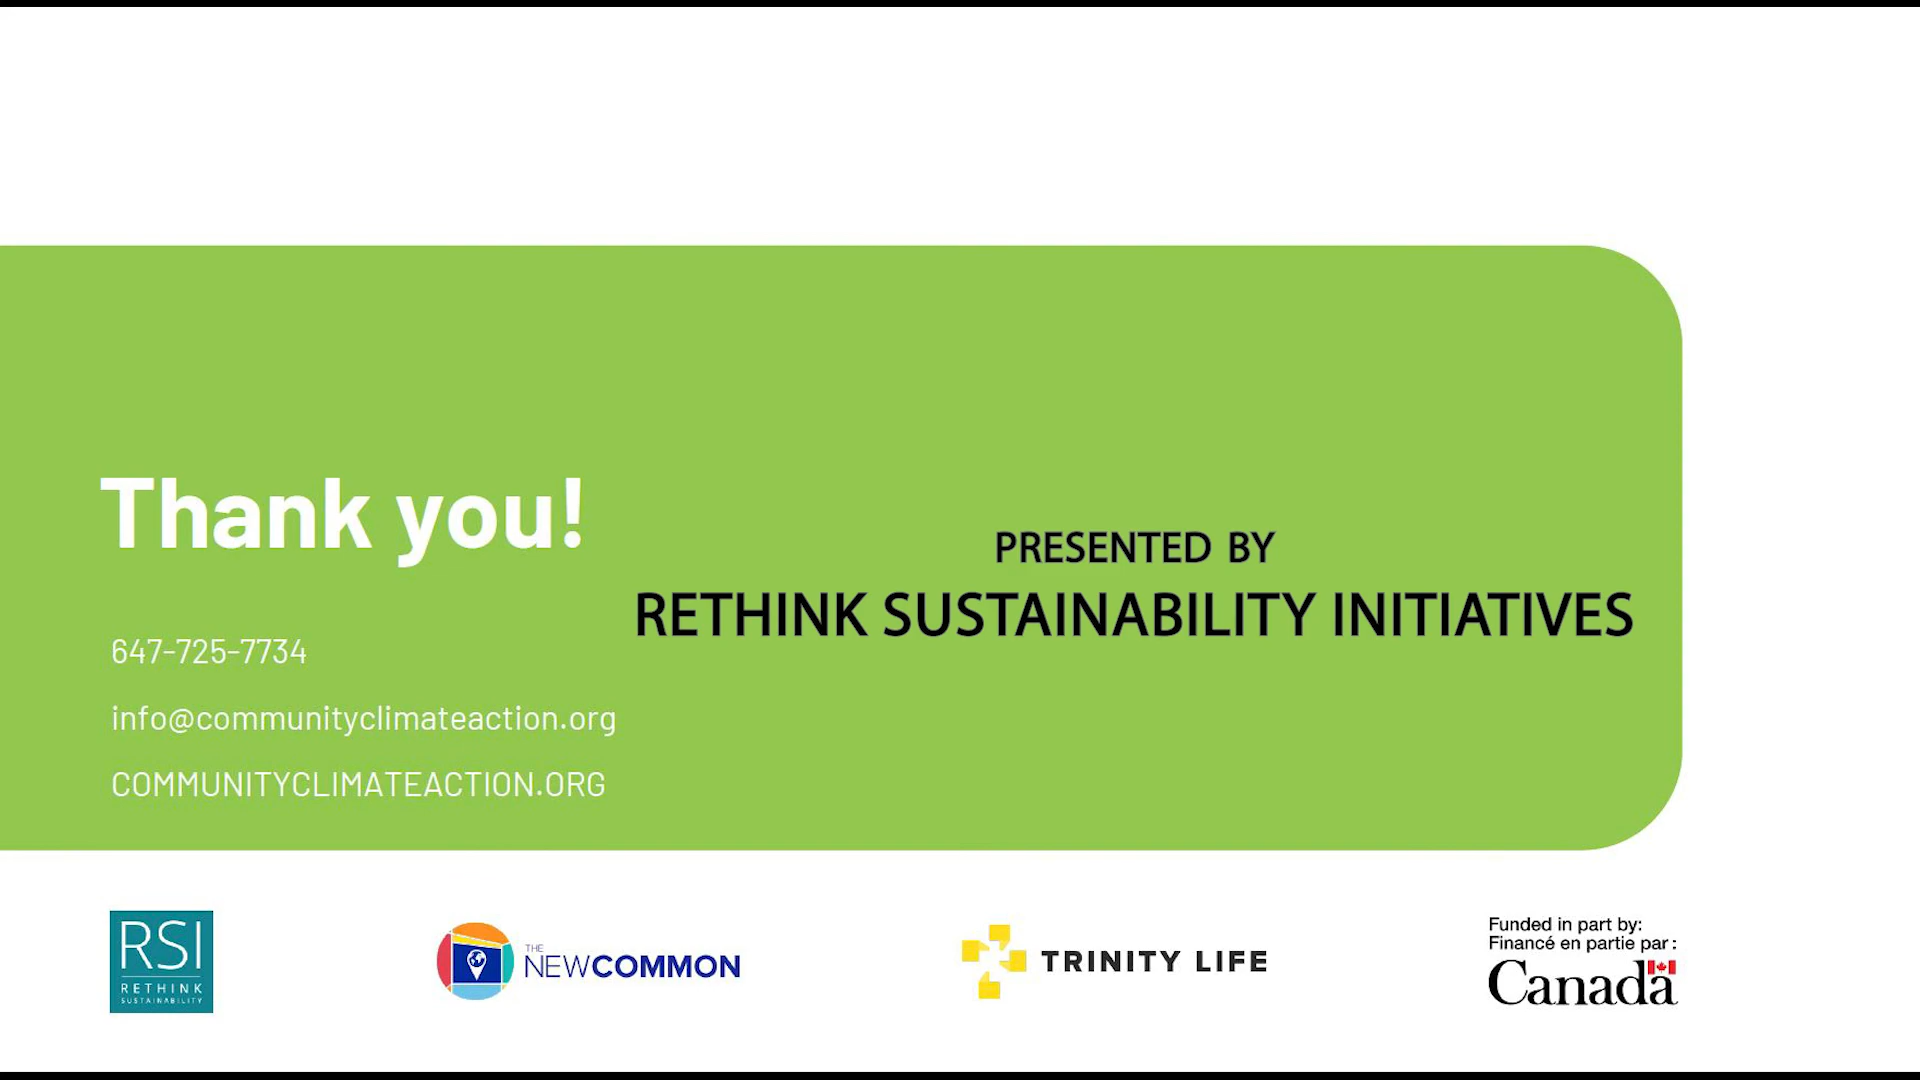 Thank you!
PRESENTED BY
RETHINK SUSTAINABILITY INITIATIVES
647-725-7734
info@communityclimateaction.org
COMMUNITYCLIMATEACTION.ORG
RSI
RETHINK
SUSTAINABILITY
THE
NEWCOMMON
TRINITY LIFE
Funded in part by:
Financé en partie par :
Canada